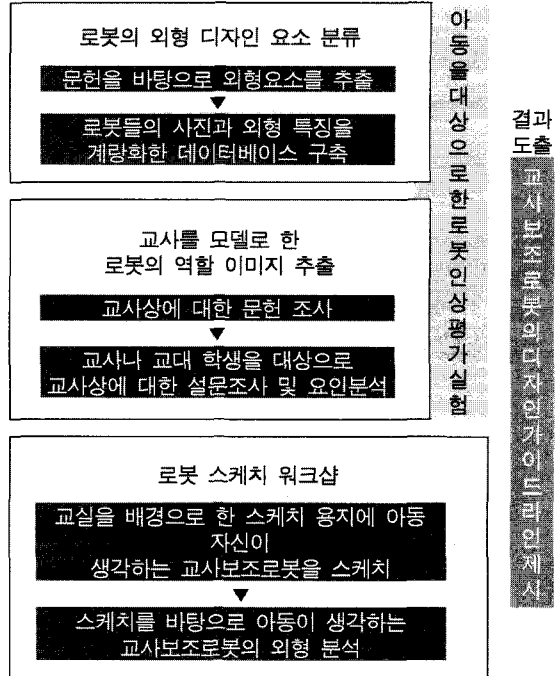 로봇의 외형 디자인 요소 분류
문헌을 바탕으로 외형요소를 추출
▼
로봇들의 사진과 외형 특징을
계량화한 데이터베이스 구축
교사를 모델로 한
로봇의 역할 이미지 추출
교사상에 대한 문헌 조사
▼
교사나 교대 학생을 대상으로
교사상에 대한 설문조사 및 요인분석
아동을대상으로한로봇인상평가실험
로봇 스케치 워크샵
교실을 배경으로 한 스케치 용지에 아동
자신이
생각하는 교사보조로봇을 스케치
▼
스케치를 바탕으로 아동이 생각하는
교사보조로봇의 외형 분석
결과
도출
교사보조로봇의디자인가이드라인제시